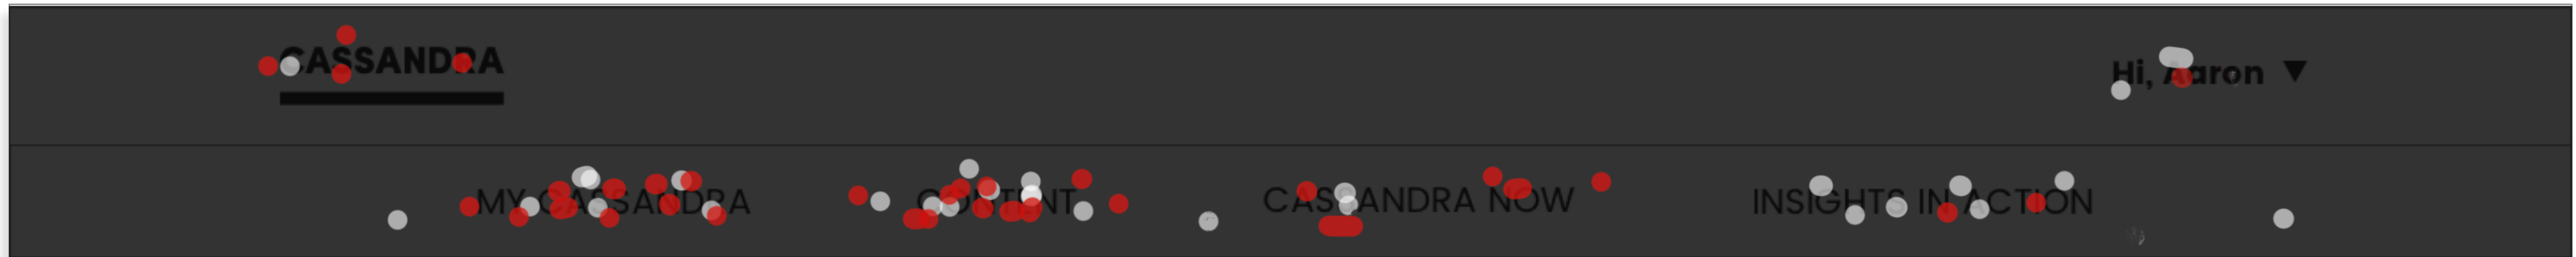 CASSANDRA
Hi, Aaron ▼
MY CASSANDRA CONTENT CASSANDRA NOW INSIGHTS IN ACTION